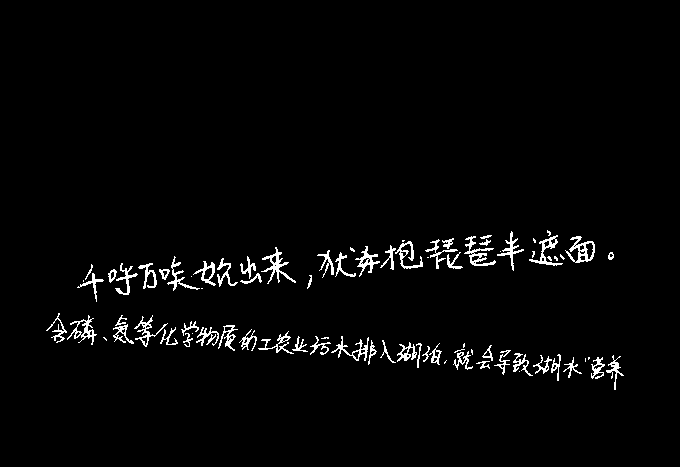 千呼万唤始出来，犹抱琵琶半遮面。
含磷、氮等化学物质的工农业污水排入湖泊，就会导致湖水“营养